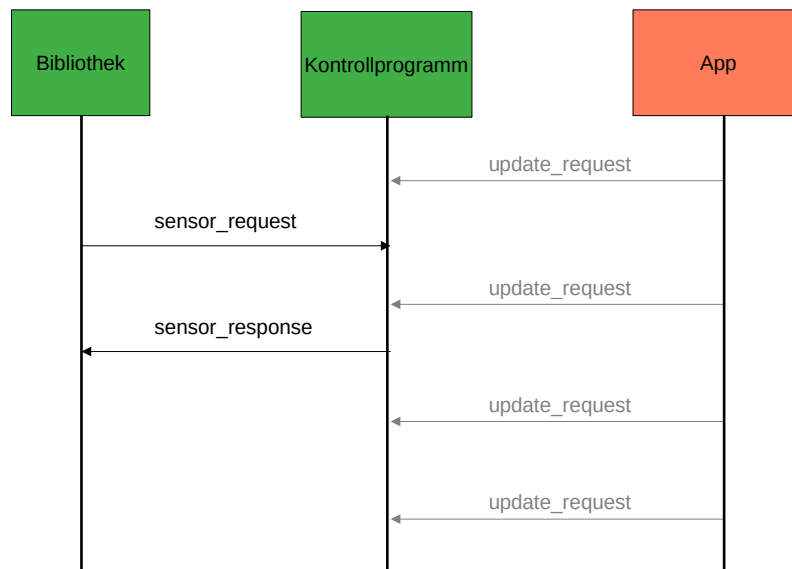 Bibliothek
Kontrollprogramm
App
update_request
sensor_request
update_request
sensor_response
update_request
update_request